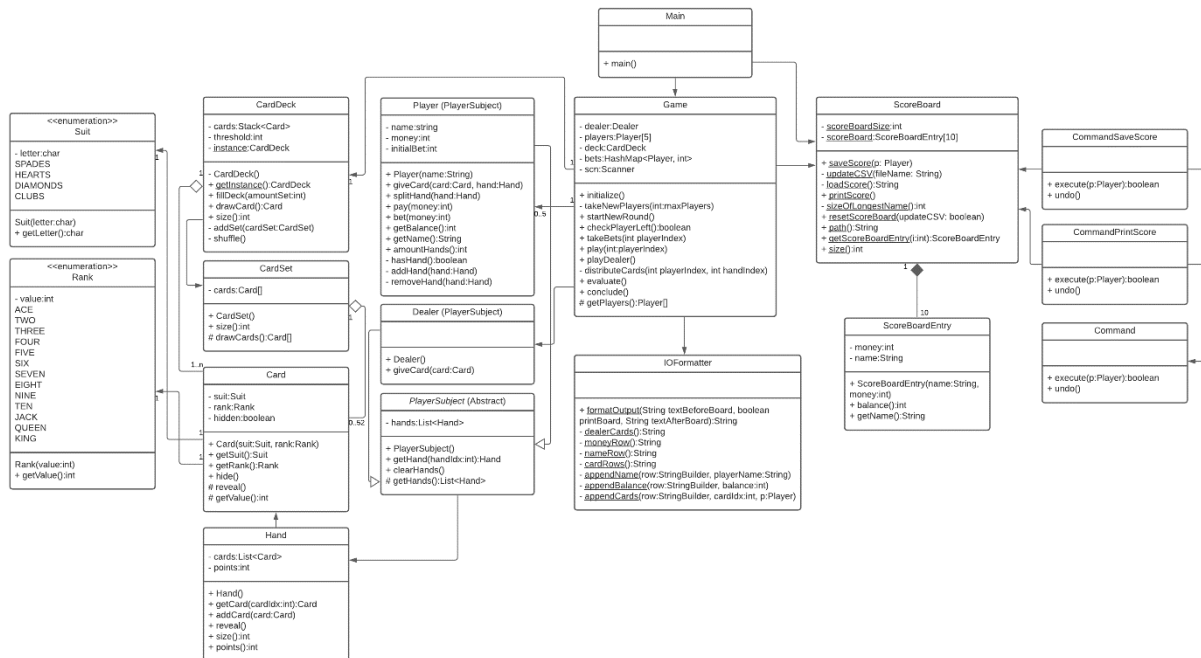 Main
+ main()
CardDeck
- cards:Stack<Card>
- threshold:int
- instance:CardDeck
- CardDeck()
+ getInstance():CardDeck
+ fillDeck(amountSet:int)
+ drawCard():Card
+ size():int
- addSet(cardSet:CardSet)
- shuffle()
Player (PlayerSubject)
- name:string
- money:int
- initialBet:int
+ Player(name:String)
+ giveCard(card:Card, hand:Hand)
+ splitHand(hand:Hand)
+ pay(money:int)
+ bet(money:int)
+ getBalance():int
+ getName():String
+ amountHands():int
- hasHand():boolean
- addHand(hand:Hand)
- removeHand(hand:Hand)
Game
- dealer:Dealer
- players:Player[5]
- deck:CardDeck
- bets:HashMap<Player, int>
- scn:Scanner
+ initialize()
- takeNewPlayers(int:maxPlayers)
+ startNewRound()
+ checkPlayerLeft():boolean
+ takeBets(int playerIndex)
+ play(int:playerIndex)
+ playDealer()
- distributeCards(int playerIndex, int handIndex)
+ evaluate()
+ conclude()
# getPlayers():Player[]
ScoreBoard
- scoreBoardSize:int
- scoreBoard:ScoreBoardEntry[10]
+ saveScore(p: Player)
- updateCSV(fileName: String)
- loadScore():String
+ printScore()
- sizeOfLongestName():int
+ resetScoreBoard(updateCSV: boolean)
+ path():String
+ getScoreBoardEntry(i:int):ScoreBoardEntry
+ size():int
<<enumeration>>
Suit
- letter:char
SPADES
HEARTS
DIAMONDS
CLUBS
Suit(letter:char)
+ getLetter():char
CommandSaveScore
+ execute(p:Player):boolean
+ undo()
CommandPrintScore
+ execute(p:Player):boolean
+ undo()
Command
+ execute(p:Player):boolean
+ undo()
<<enumeration>>
Rank
- value:int
ACE
TWO
THREE
FOUR
FIVE
SIX
SEVEN
EIGHT
NINE
TEN
JACK
QUEEN
KING
Rank(value:int)
+ getValue():int
CardSet
- cards:Card[]
+ CardSet()
+ size():int
# drawCards():Card[]
Dealer (PlayerSubject)
+ Dealer()
+ giveCard(card:Card)
ScoreBoardEntry
- money:int
- name:String
+ ScoreBoardEntry(name:String,
money:int)
+ balance():int
+ getName():String
IOFormatter
+ formatOutput(String textBeforeBoard, boolean
printBoard, String textAfterBoard):String
- dealerCards():String
- moneyRow():String
- nameRow():String
- cardRows():String
- appendName(row:StringBuilder, playerName:String)
- appendBalance(row:StringBuilder, balance:int)
- appendCards(row:StringBuilder, cardIdx:int, p:Player)
Card
- suit:Suit
- rank:Rank
- hidden:boolean
+ Card(suit:Suit, rank:Rank)
+ getSuit():Suit
+ getRank():Rank
+ hide()
# reveal()
# getValue():int
PlayerSubject (Abstract)
- hands:List<Hand>
+ PlayerSubject()
+ getHand(handIdx:int):Hand
+ clearHands()
# getHands():List<Hand>
Hand
- cards:List<Card>
- points:int
+ Hand()
+ getCard(cardIdx:int):Card
+ addCard(card:Card)
+ reveal()
+ size():int
+ points():int
1
1
1
1
0..5
1
1
1
10
1..n
0..52
1
1
1